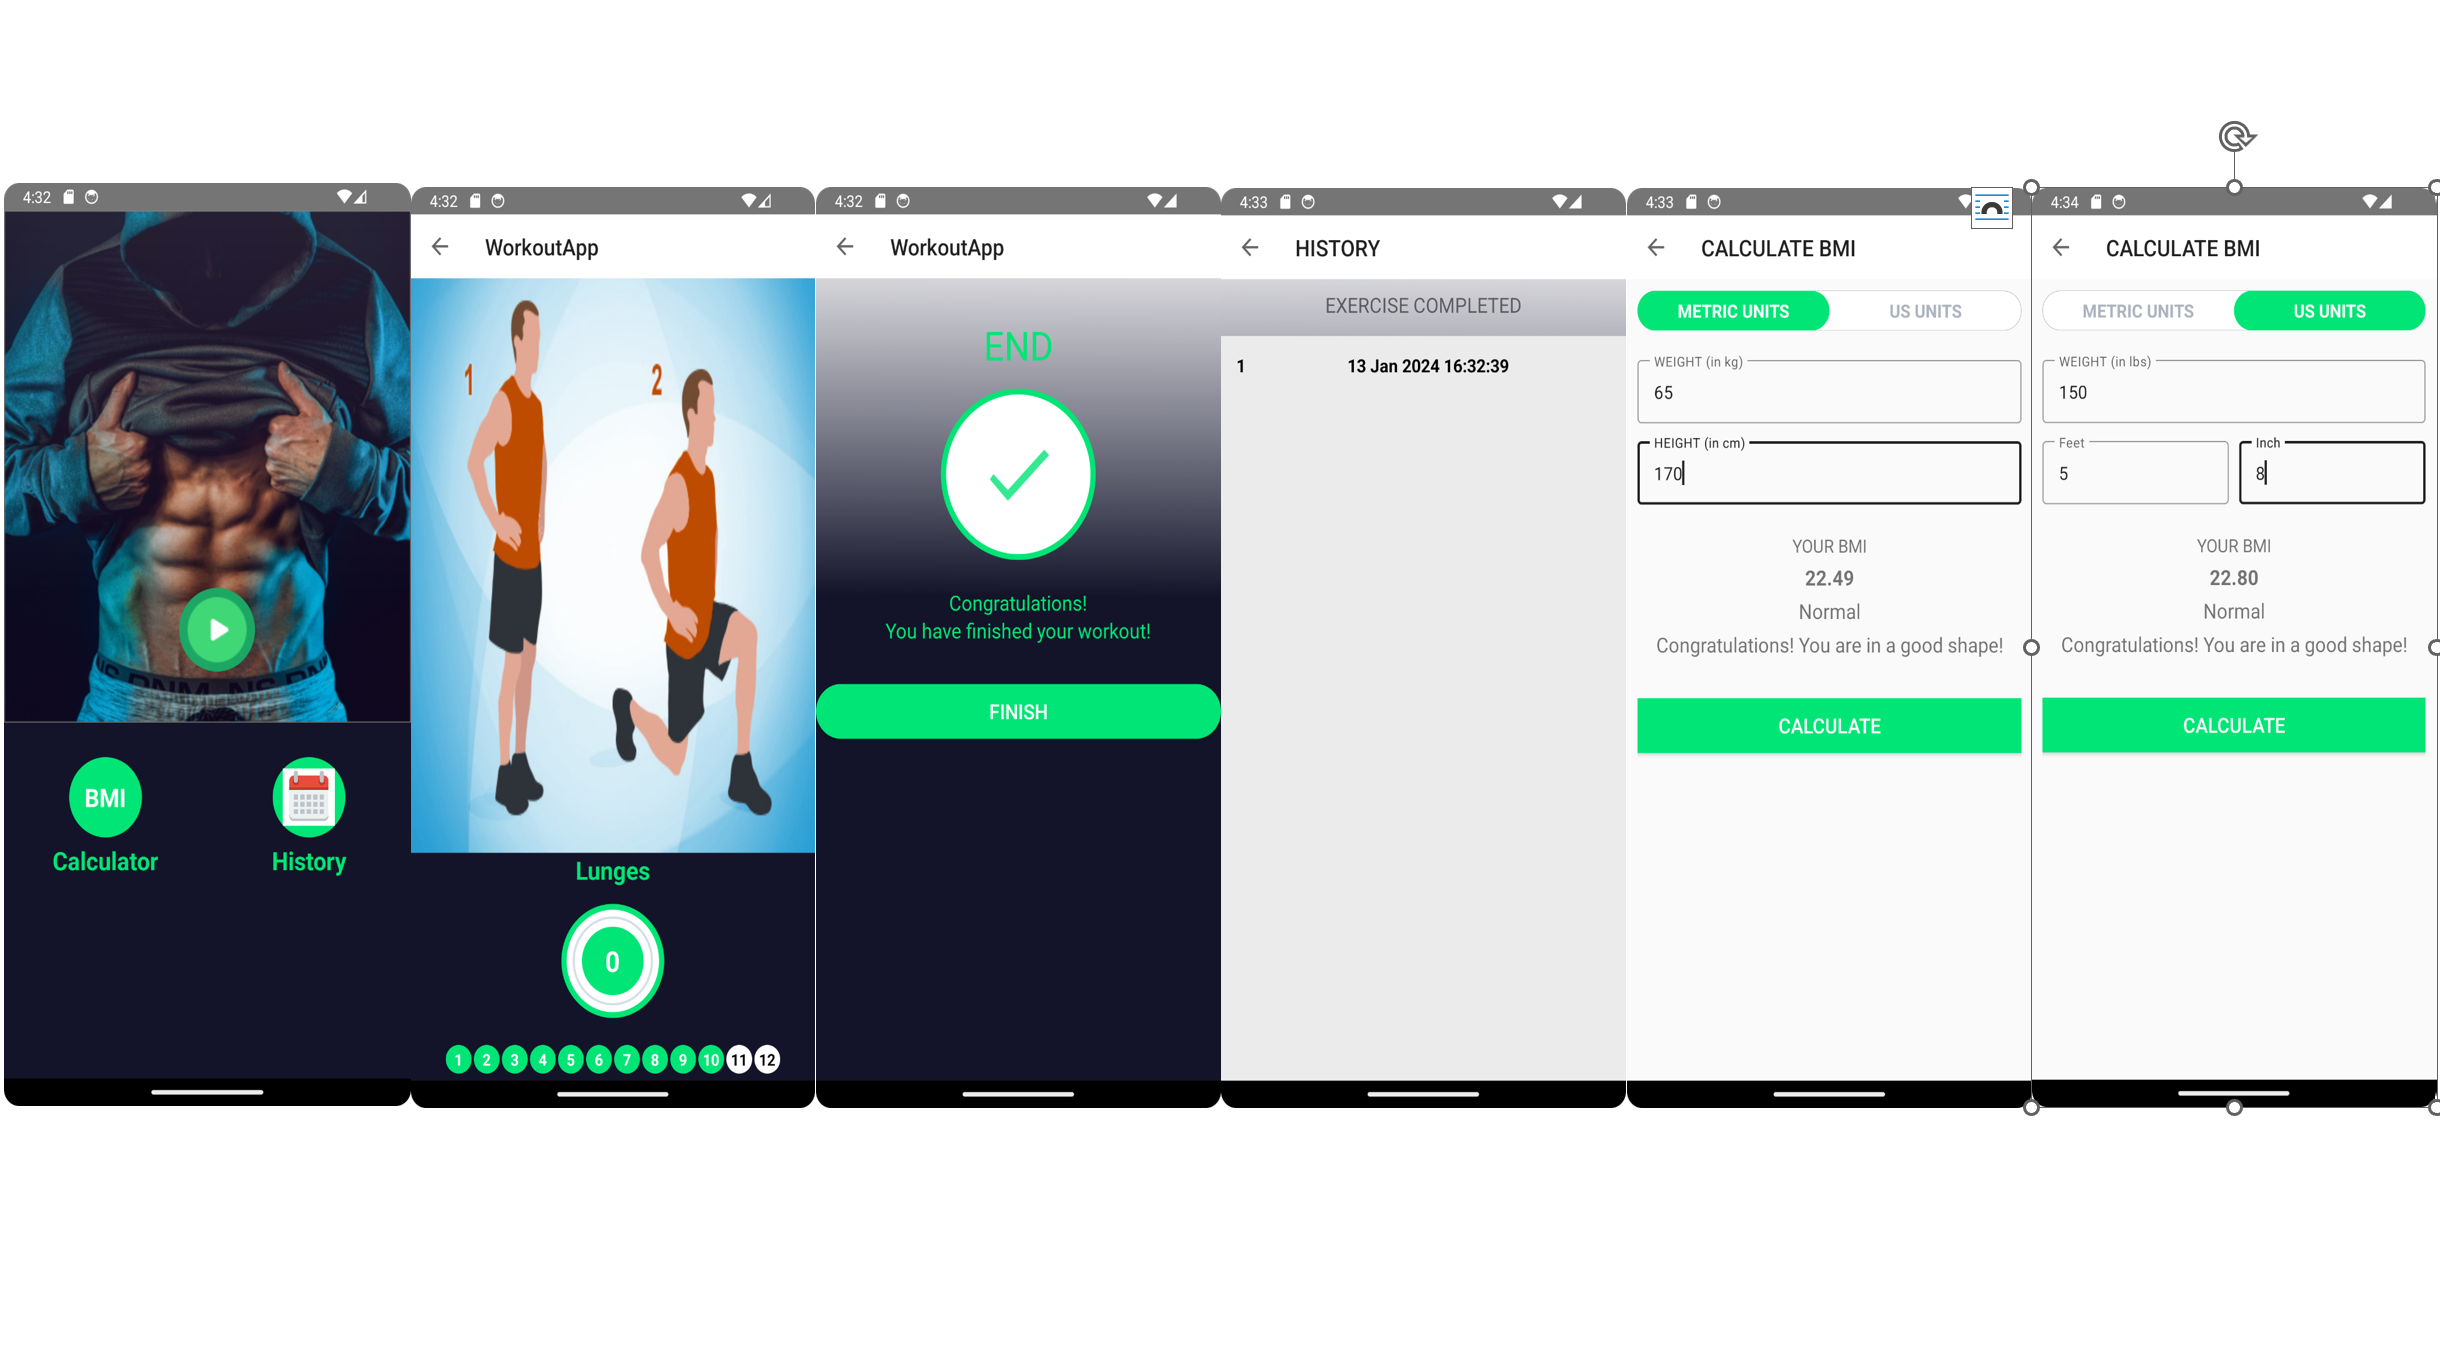 4:32
BMI
Calculator
History
4:32
WorkoutApp
1
2
Lunges
0
1 2 3 4 5 6 7 8 9 10 11 12
4:32
WorkoutApp
END
Congratulations!
You have finished your workout!
FINISH
4:33
HISTORY
EXERCISE COMPLETED
1 13 Jan 2024 16:32:39
4:33
CALCULATE BMI
METRIC UNITS US UNITS
WEIGHT (in kg)
65
HEIGHT (in cm)
170
YOUR BMI
22.49
Normal
Congratulations! You are in a good shape!
CALCULATE
4:34
CALCULATE BMI
METRIC UNITS US UNITS
WEIGHT (in lbs)
150
Feet Inch
5 8
YOUR BMI
22.80
Normal
Congratulations! You are in a good shape!
CALCULATE